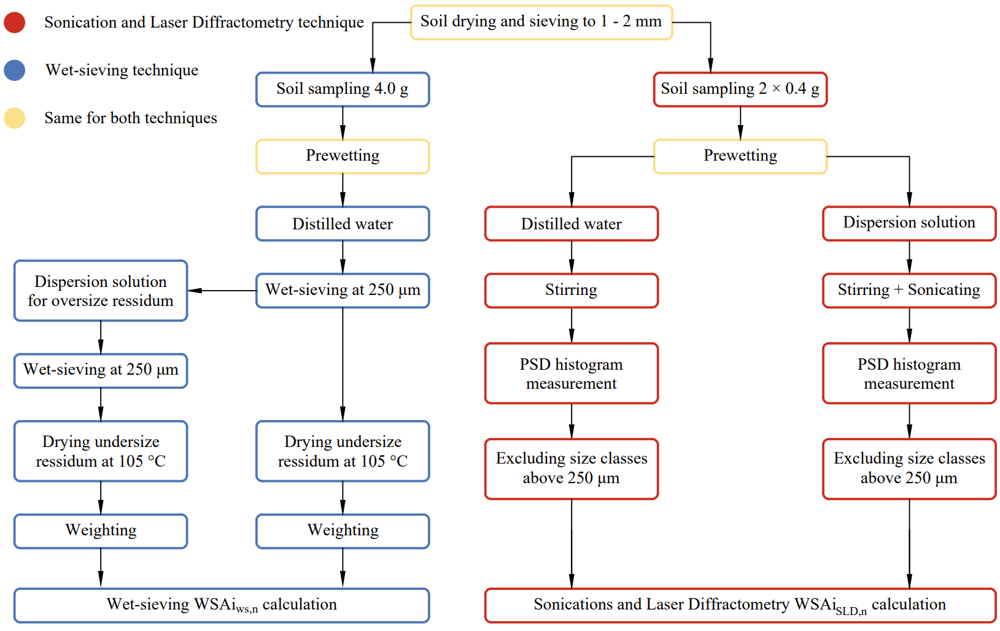 Sonication and Laser Diffractometry technique
Wet-sieving technique
Same for both techniques
Soil drying and sieving to 1 - 2 mm
Soil sampling 4.0 g
Prewetting
Distilled water
Wet-sieving at 250 μm
Dispersion solution
for oversize ressidum
Wet-sieving at 250 μm
Drying undersize
ressidum at 105 °C
Weighting
Drying undersize
ressidum at 105 °C
Weighting
Wet-sieving WSAiws,n calculation
Soil sampling 2 × 0.4 g
Prewetting
Distilled water
Stirring
PSD histogram
measurement
Excluding size classes
above 250 μm
Dispersion solution
Stirring + Sonicating
PSD histogram
measurement
Excluding size classes
above 250 μm
Sonications and Laser Diffractometry WSAiSLD,n calculation